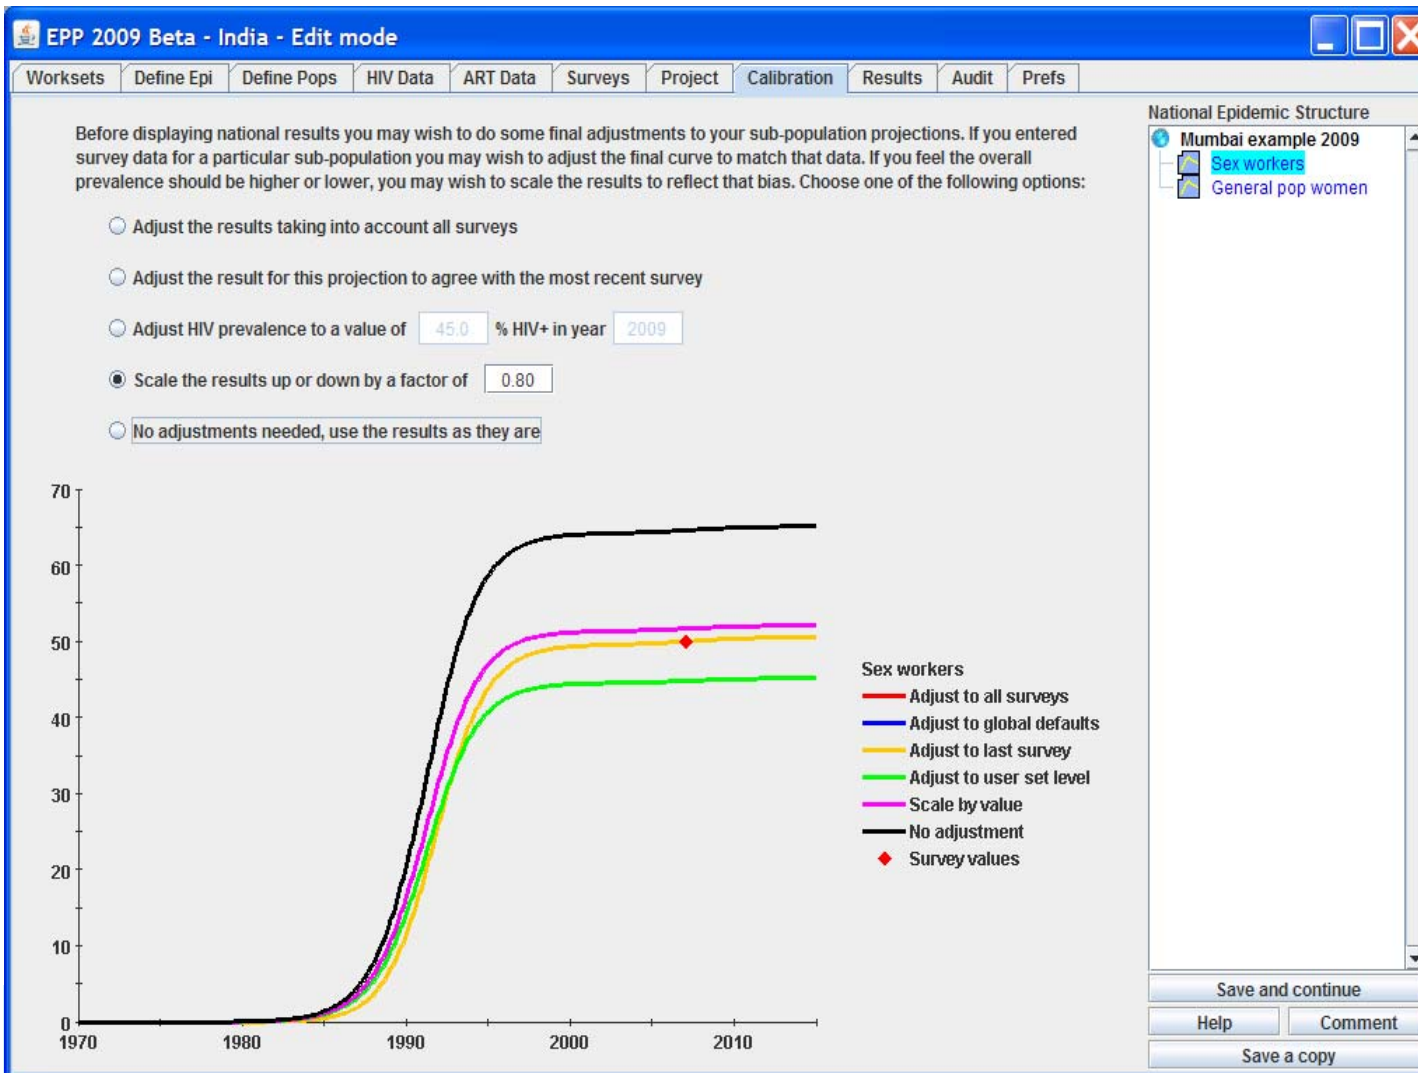 EPP 2009 Beta - India - Edit mode
Worksets Define Epi Define Pops HIV Data ART Data Surveys Project Calibration Results Audit Prefs
Before displaying national results you may wish to do some final adjustments to your sub-population projections. If you entered
survey data for a particular sub-population you may wish to adjust the final curve to match that data. If you feel the overall
prevalence should be higher or lower, you may wish to scale the results to reflect that bias. Choose one of the following options:
Adjust the results taking into account all surveys
Adjust the result for this projection to agree with the most recent survey
Adjust HIV prevalence to a value of 45.0 % HIV+ in year 2009
Scale the results up or down by a factor of 0.80
No adjustments needed, use the results as they are
National Epidemic Structure
Mumbai example 2009
Sex workers
General pop women
70
60
50
40
30
20
10
0
1970 1980 1990 2000 2010
Sex workers
Adjust to all surveys
Adjust to global defaults
Adjust to last survey
Adjust to user set level
Scale by value
No adjustment
Survey values
Save and continue
Help Comment
Save a copy